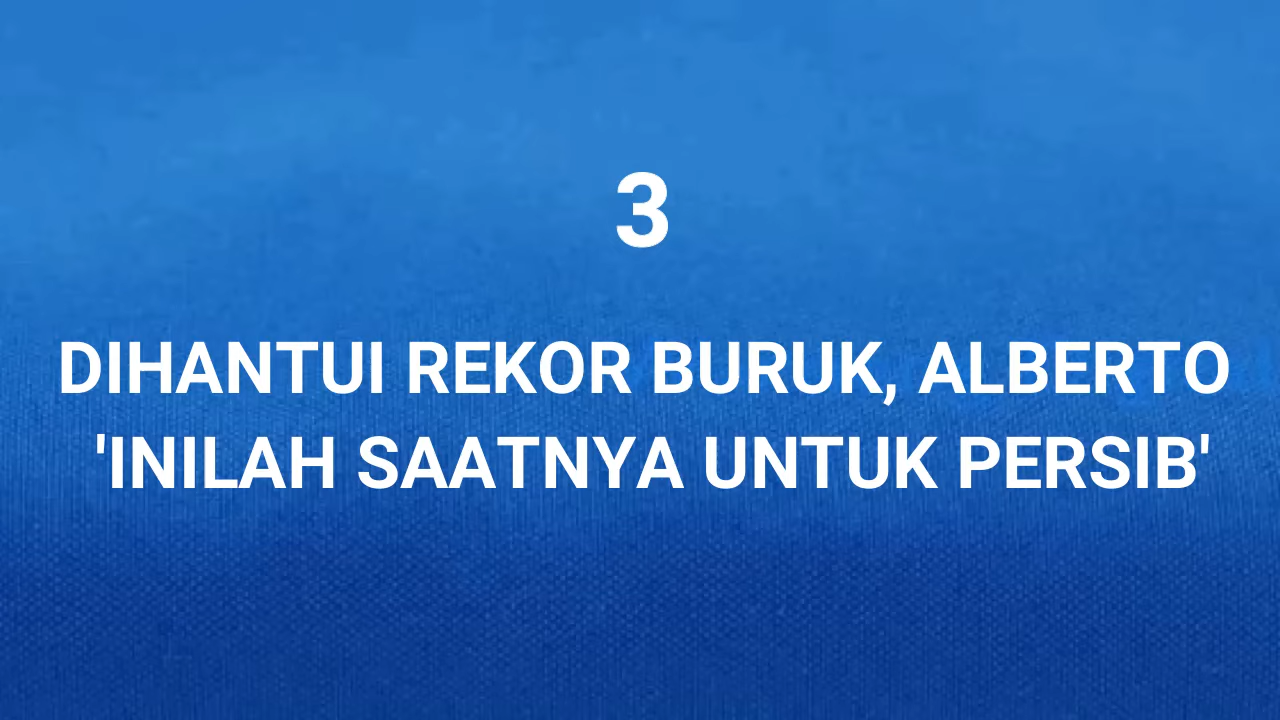 3
DIHANTUI REKOR BURUK, ALBERTO
'INILAH SAATNYA UNTUK PERSIB'